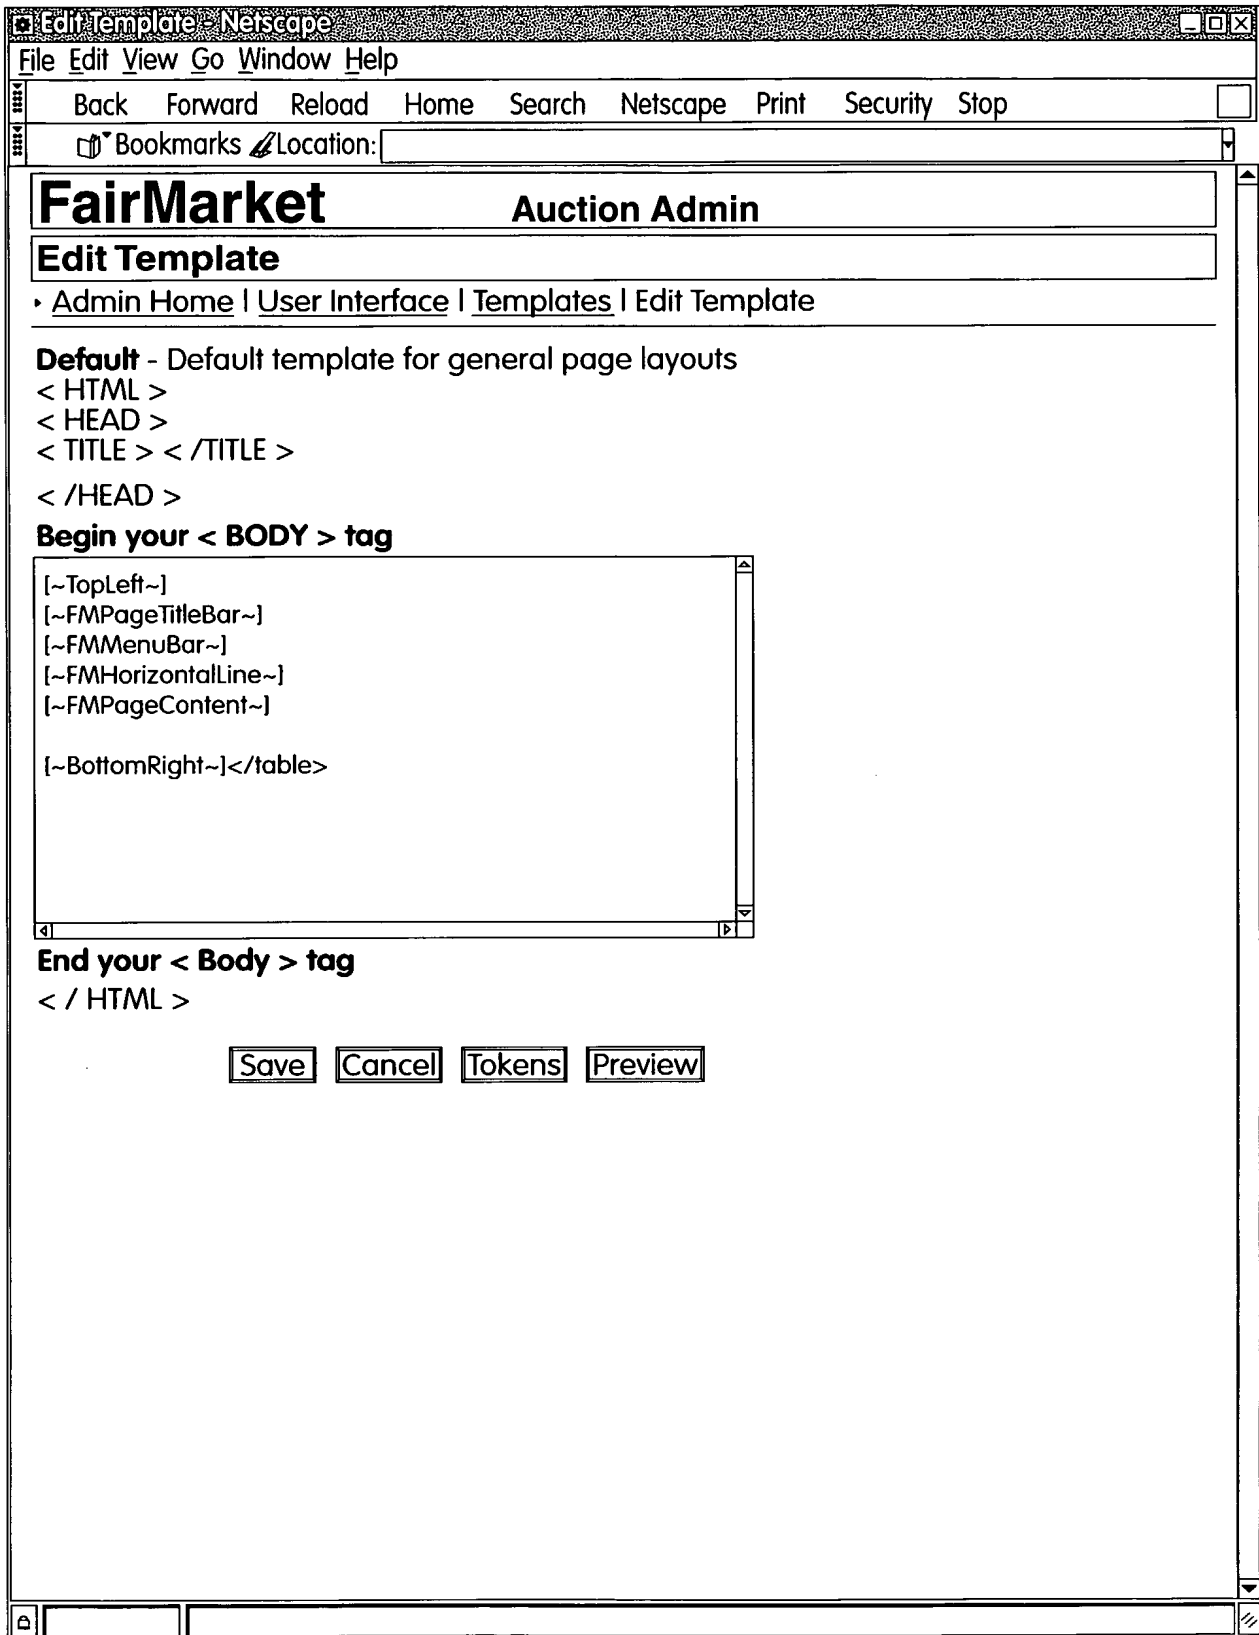 Edit Template - Netscape
File Edit View Go Window Help
Back Forward Reload Home Search Netscape Print Security Stop
Bookmarks Location:
FairMarket Auction Admin
Edit Template
Admin Home | User Interface | Templates | Edit Template
Default - Default template for general page layouts
< HTML >
< HEAD >
< TITLE > < /TITLE >
< /HEAD >
Begin your < BODY > tag
[~TopLeft~]
[~FMPageTitleBar~]
[~FMMenuBar~]
[~FMHorizontalLine~]
[~FMPageContent~]
[~BottomRight~]</table>
End your < Body > tag
< / HTML >
Save Cancel Tokens Preview